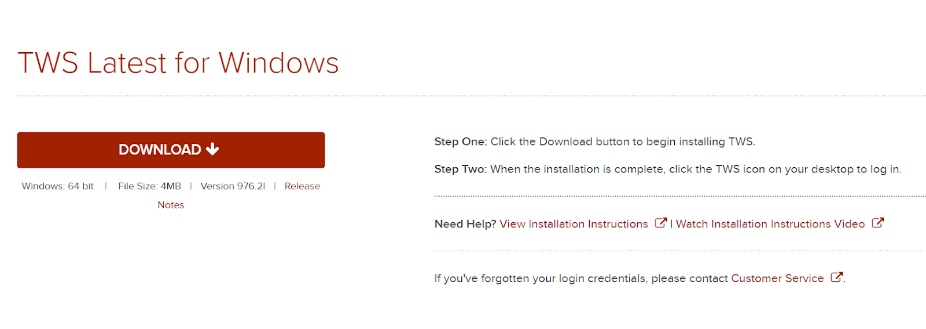 TWS Latest for Windows
DOWNLOAD
Windows: 64 bit | File Size: 4MB | Version 976.2l | Release
Notes
Step One: Click the Download button to begin installing TWS.
Step Two: When the installation is complete, click the TWS icon on your desktop to log in.
Need Help? View Installation Instructions | Watch Installation Instructions Video
If you've forgotten your login credentials, please contact Customer Service .